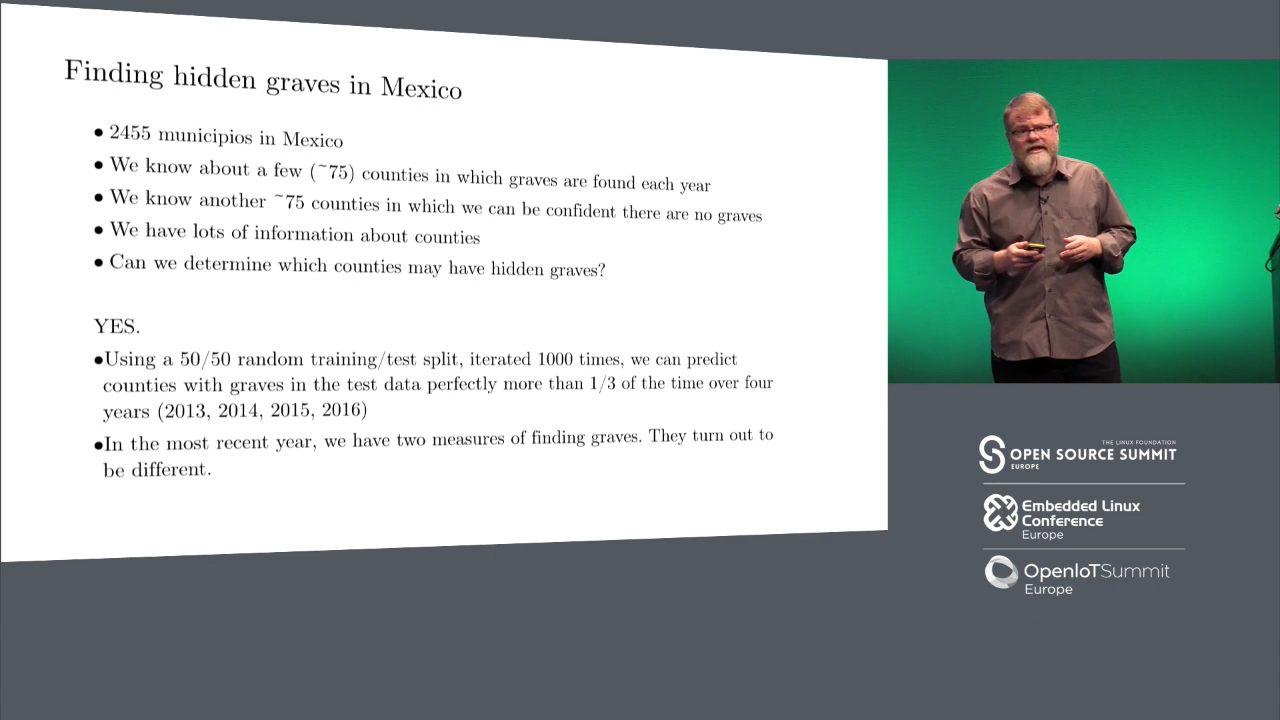 Finding hidden graves in Mexico
● 2455 municipios in Mexico
● We know about a few (~75) counties in which graves are found each year
● We know another ~75 counties in which we can be confident there are no graves
● We have lots of information about counties
● Can we determine which counties may have hidden graves?
YES.
●Using a 50/50 random training/test split, iterated 1000 times, we can predict
counties with graves in the test data perfectly more than 1/3 of the time over four
years (2013, 2014, 2015, 2016)
●In the most recent year, we have two measures of finding graves. They turn out to
be different.
THE LINUX FOUNDATION
OPEN SOURCE SUMMIT
EUROPE
Embedded Linux
Conference
Europe
OpenIoTSummit
Europe